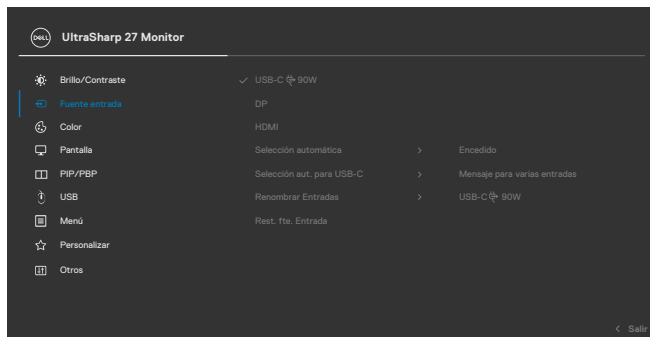 DELL UltraSharp 27 Monitor
Brillo/Contraste ✓ USB-C 90W
Fuente entrada DP
Color HDMI
Pantalla Selección automática > Encedido
PIP/PBP Selección aut. para USB-C > Mensaje para varias entradas
USB Renombrar Entradas > USB-C 90W
Menú Rest. fte. Entrada
Personalizar
Otros
< Salir